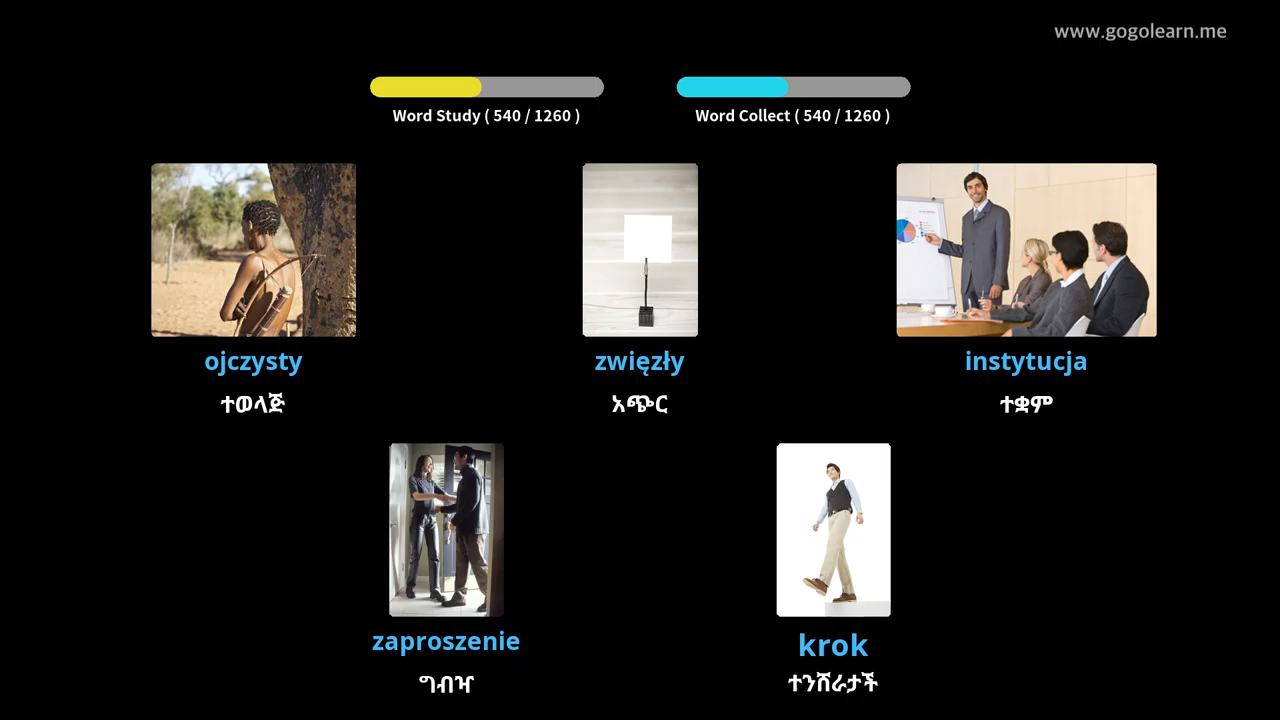 www.gogolearn.me
Word Study ( 540 / 1260 )
Word Collect ( 540 / 1260 )
ojczysty
ተወላጅ
zwięzły
አጭር
instytucja
ተቋም
zaproszenie
ግብዣ
krok
ተንሸራታች